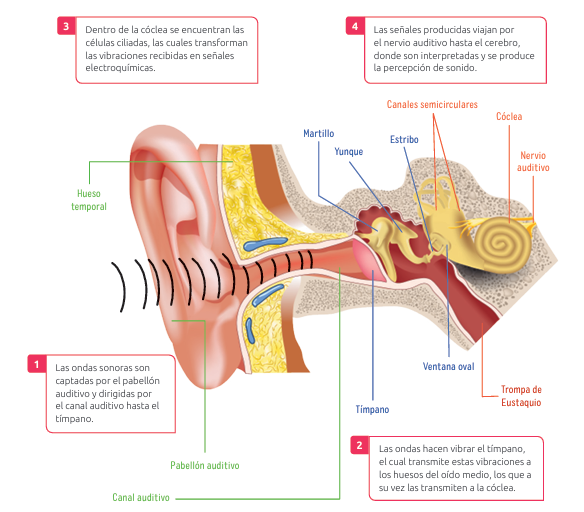 3
Dentro de la cóclea se encuentran las
células ciliadas, las cuales transforman
las vibraciones recibidas en señales
electroquímicas.
4
Las señales producidas viajan por
el nervio auditivo hasta el cerebro,
donde son interpretadas y se produce
la percepción de sonido.
Canales semicirculares
Cóclea
Martillo
Estribo
Yunque
Nervio
auditivo
Hueso
temporal
1
Las ondas sonoras son
captadas por el pabellón
auditivo y dirigidas por
el canal auditivo hasta el
tímpano.
Ventana oval
Trompa de
Eustaquio
Tímpano
2
Las ondas hacen vibrar el tímpano,
el cual transmite estas vibraciones a
los huesos del oído medio, los que a
su vez las transmiten a la cóclea.
Pabellón auditivo
Canal auditivo